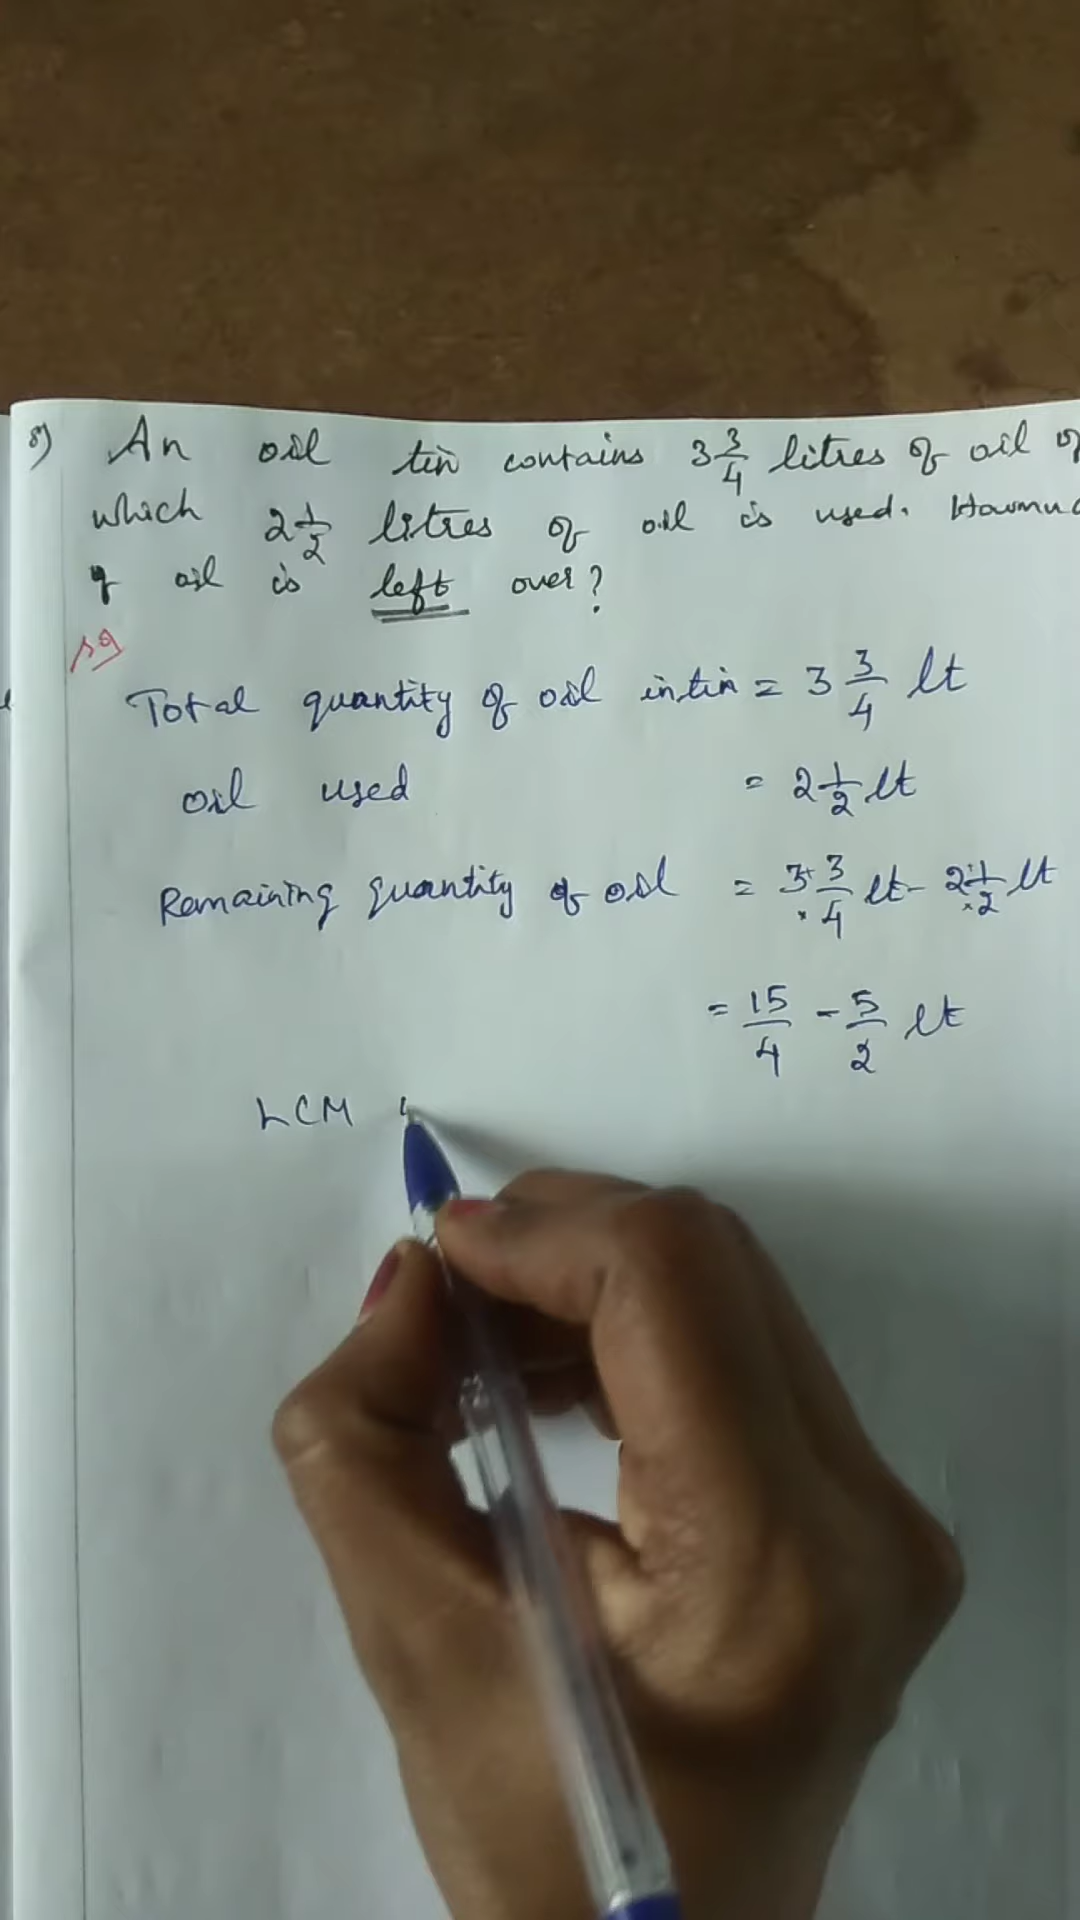 8) An oil tin contains 3 3/4 litres of oil of
which 2 1/2 litres of oil is used. Howmuc
of oil is left over?
Total quantity of oil in tin = 3 3/4 lt
oil used = 2 1/2 lt
Remaining quantity of oil = 3 3/4 lt - 2 1/2 lt
= 15/4 - 5/2 lt
LCM